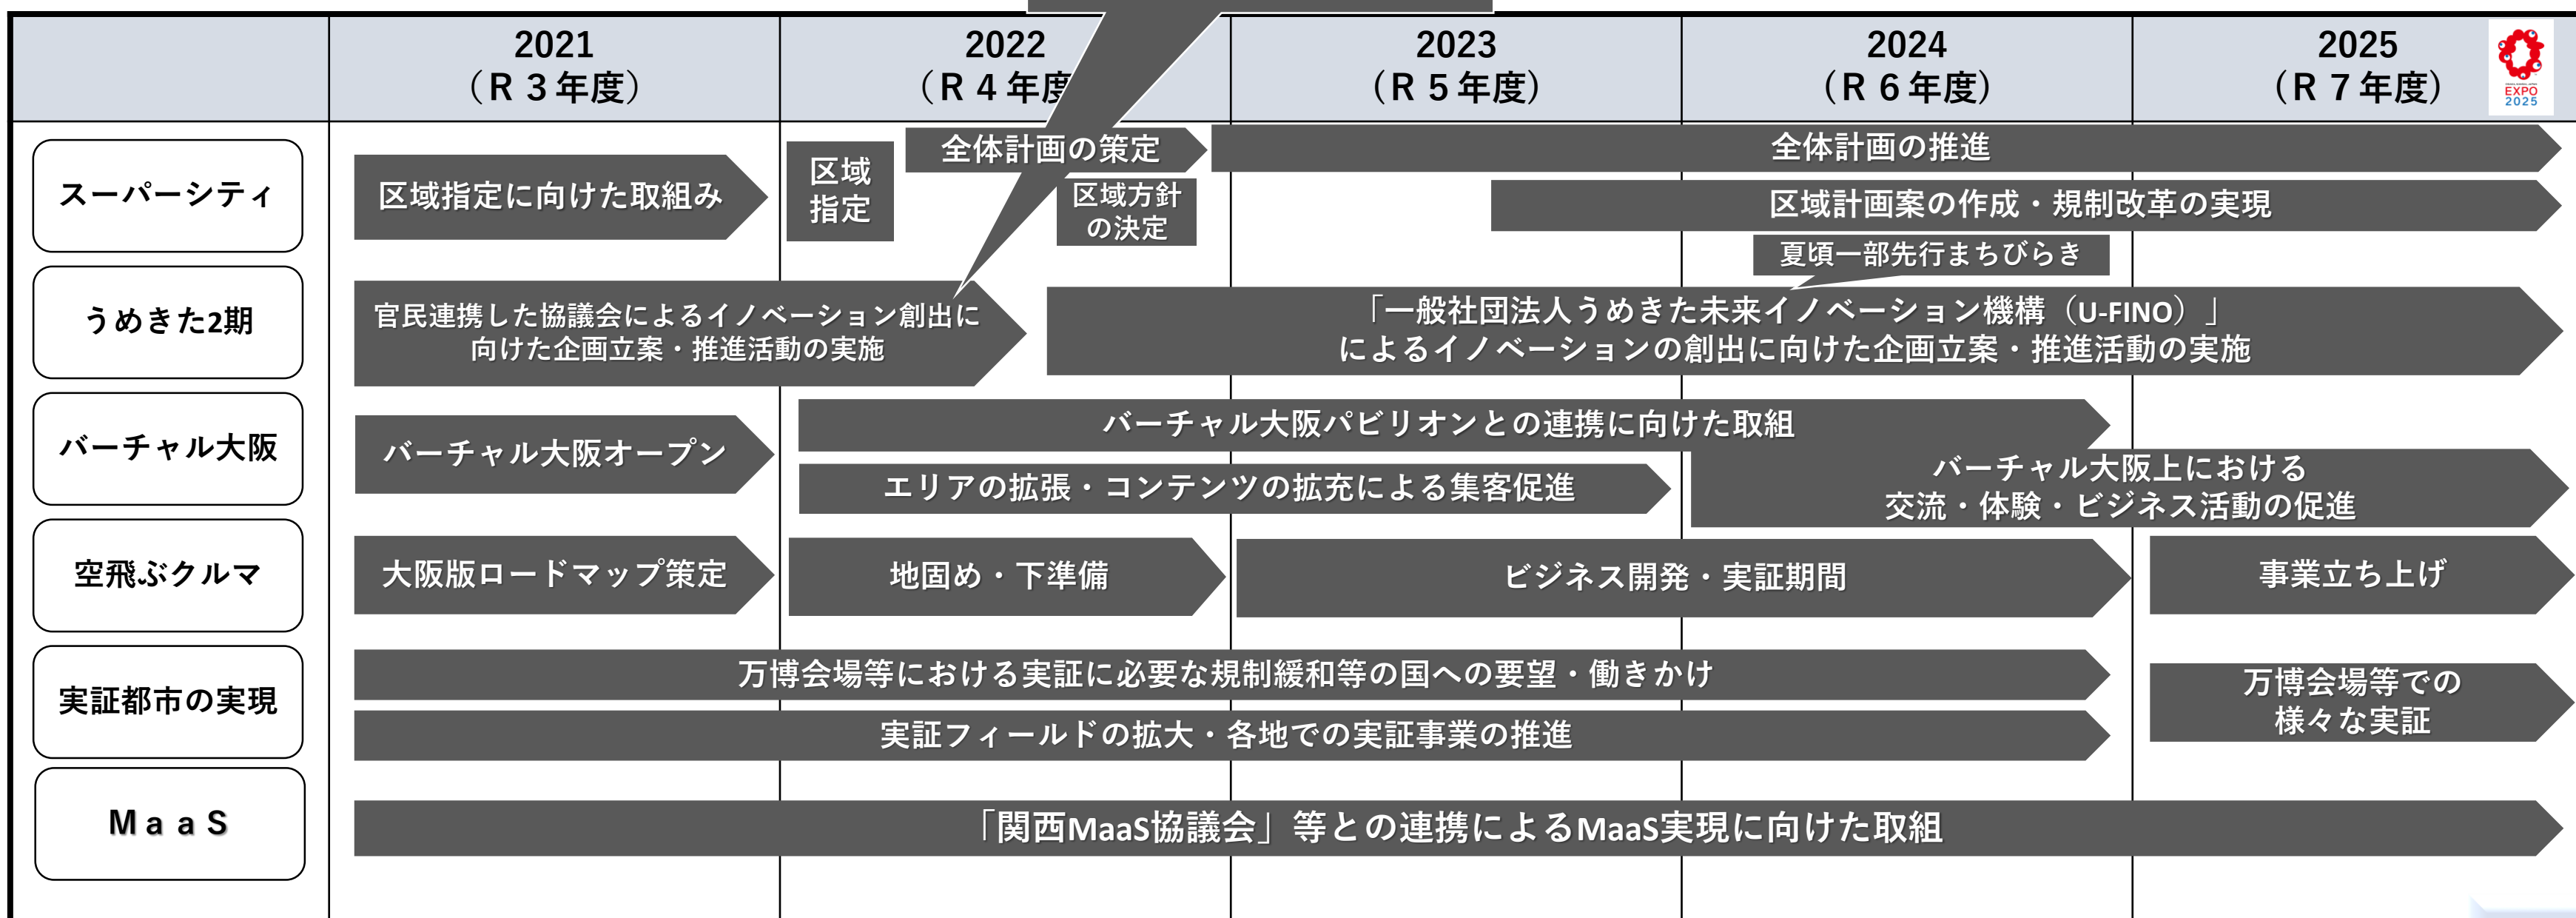 2021
（Ｒ３年度）
2022
（Ｒ４年度
2023
（Ｒ５年度）
2024
（Ｒ６年度）
2025
（Ｒ７年度）
EXPO
2025
スーパーシティ
区域指定に向けた取組み
区域
指定
全体計画の策定
区域方針
の決定
全体計画の推進
区域計画案の作成・規制改革の実現
うめきた2期
官民連携した協議会によるイノベーション創出に
向けた企画立案・推進活動の実施
夏頃一部先行まちびらき
「一般社団法人うめきた未来イノベーション機構（U-FINO）」
によるイノベーションの創出に向けた企画立案・推進活動の実施
バーチャル大阪
バーチャル大阪オープン
バーチャル大阪パビリオンとの連携に向けた取組
エリアの拡張・コンテンツの拡充による集客促進
バーチャル大阪上における
交流・体験・ビジネス活動の促進
空飛ぶクルマ
大阪版ロードマップ策定
地固め・下準備
ビジネス開発・実証期間
事業立ち上げ
実証都市の実現
万博会場等における実証に必要な規制緩和等の国への要望・働きかけ
実証フィールドの拡大・各地での実証事業の推進
万博会場等での
様々な実証
ＭａａＳ
「関西MaaS協議会」等との連携によるMaaS実現に向けた取組